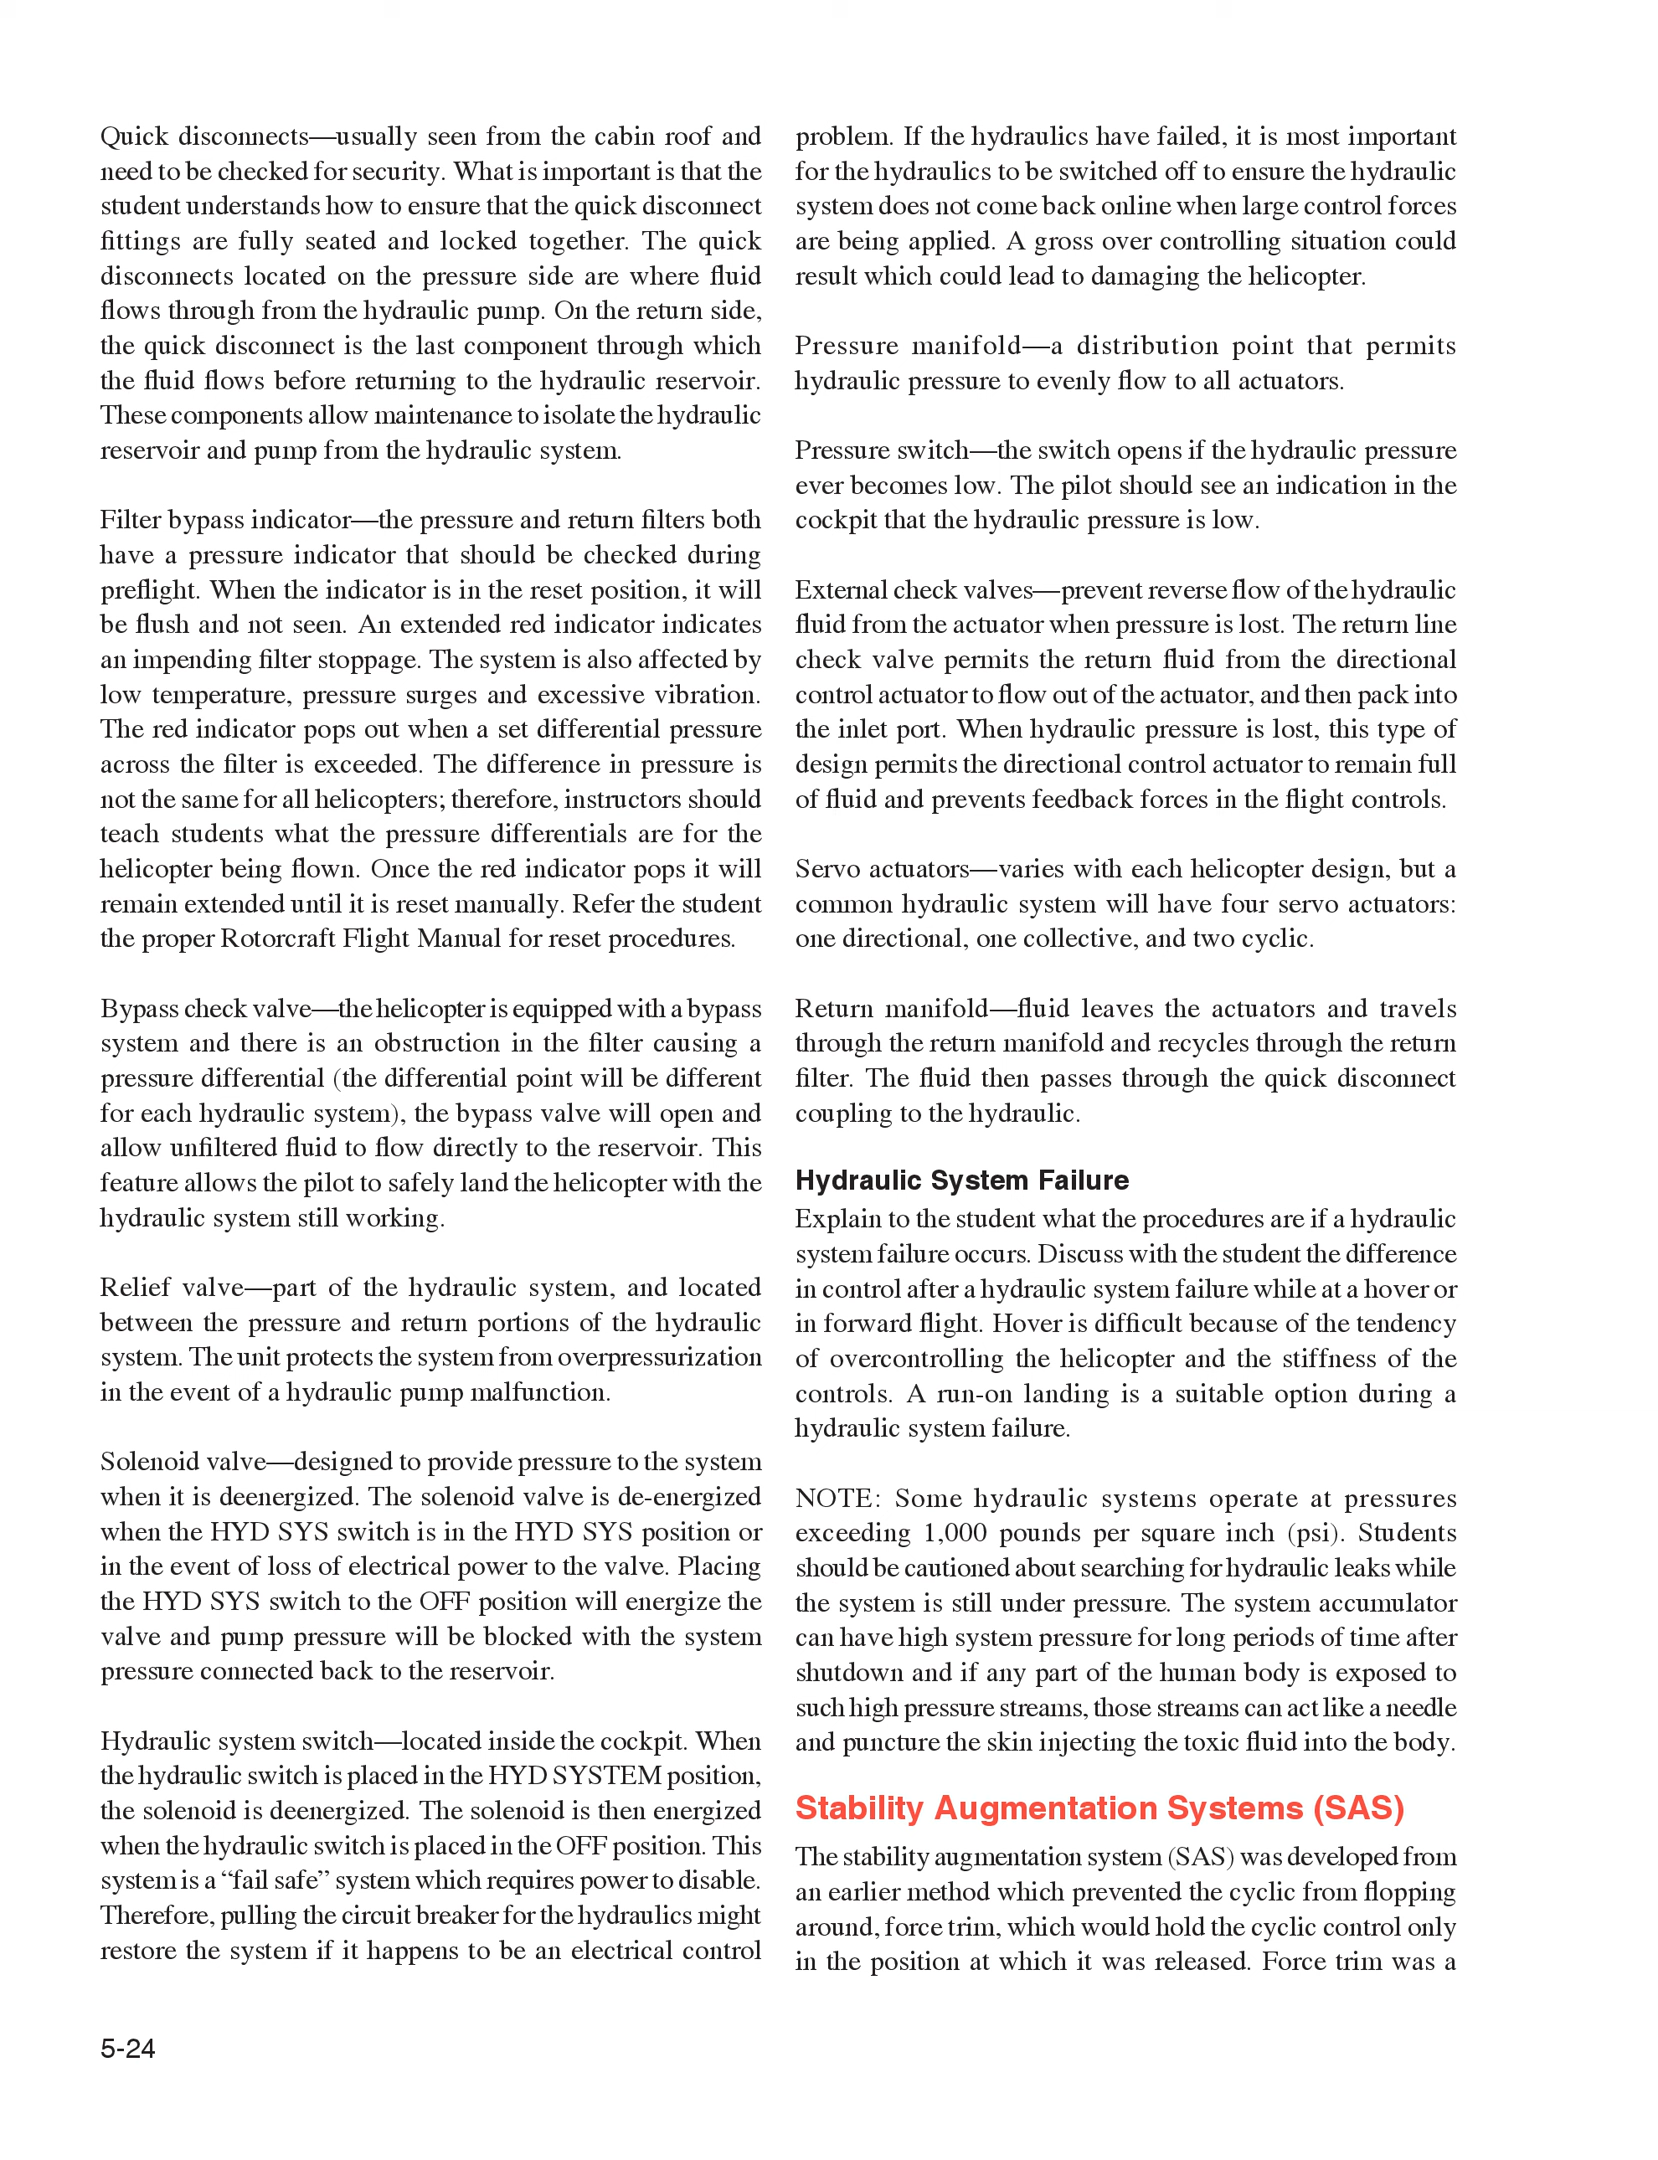 Quick disconnects—usually seen from the cabin roof and
need to be checked for security. What is important is that the
student understands how to ensure that the quick disconnect
fittings are fully seated and locked together. The quick
disconnects located on the pressure side are where fluid
flows through from the hydraulic pump. On the return side,
the quick disconnect is the last component through which
the fluid flows before returning to the hydraulic reservoir.
These components allow maintenance to isolate the hydraulic
reservoir and pump from the hydraulic system.
Filter bypass indicator—the pressure and return filters both
have a pressure indicator that should be checked during
preflight. When the indicator is in the reset position, it will
be flush and not seen. An extended red indicator indicates
an impending filter stoppage. The system is also affected by
low temperature, pressure surges and excessive vibration.
The red indicator pops out when a set differential pressure
across the filter is exceeded. The difference in pressure is
not the same for all helicopters; therefore, instructors should
teach students what the pressure differentials are for the
helicopter being flown. Once the red indicator pops it will
remain extended until it is reset manually. Refer the student
the proper Rotorcraft Flight Manual for reset procedures.
Bypass check valve—the helicopter is equipped with a bypass
system and there is an obstruction in the filter causing a
pressure differential (the differential point will be different
for each hydraulic system), the bypass valve will open and
allow unfiltered fluid to flow directly to the reservoir. This
feature allows the pilot to safely land the helicopter with the
hydraulic system still working.
Relief valve—part of the hydraulic system, and located
between the pressure and return portions of the hydraulic
system. The unit protects the system from overpressurization
in the event of a hydraulic pump malfunction.
Solenoid valve—designed to provide pressure to the system
when it is deenergized. The solenoid valve is de-energized
when the HYD SYS switch is in the HYD SYS position or
in the event of loss of electrical power to the valve. Placing
the HYD SYS switch to the OFF position will energize the
valve and pump pressure will be blocked with the system
pressure connected back to the reservoir.
Hydraulic system switch—located inside the cockpit. When
the hydraulic switch is placed in the HYD SYSTEM position,
the solenoid is deenergized. The solenoid is then energized
when the hydraulic switch is placed in the OFF position. This
system is a “fail safe” system which requires power to disable.
Therefore, pulling the circuit breaker for the hydraulics might
restore the system if it happens to be an electrical control
problem. If the hydraulics have failed, it is most important
for the hydraulics to be switched off to ensure the hydraulic
system does not come back online when large control forces
are being applied. A gross over controlling situation could
result which could lead to damaging the helicopter.
Pressure manifold—a distribution point that permits
hydraulic pressure to evenly flow to all actuators.
Pressure switch—the switch opens if the hydraulic pressure
ever becomes low. The pilot should see an indication in the
cockpit that the hydraulic pressure is low.
External check valves—prevent reverse flow of the hydraulic
fluid from the actuator when pressure is lost. The return line
check valve permits the return fluid from the directional
control actuator to flow out of the actuator, and then pack into
the inlet port. When hydraulic pressure is lost, this type of
design permits the directional control actuator to remain full
of fluid and prevents feedback forces in the flight controls.
Servo actuators—varies with each helicopter design, but a
common hydraulic system will have four servo actuators:
one directional, one collective, and two cyclic.
Return manifold—fluid leaves the actuators and travels
through the return manifold and recycles through the return
filter. The fluid then passes through the quick disconnect
coupling to the hydraulic.
Hydraulic System Failure
Explain to the student what the procedures are if a hydraulic
system failure occurs. Discuss with the student the difference
in control after a hydraulic system failure while at a hover or
in forward flight. Hover is difficult because of the tendency
of overcontrolling the helicopter and the stiffness of the
controls. A run-on landing is a suitable option during a
hydraulic system failure.
NOTE: Some hydraulic systems operate at pressures
exceeding 1,000 pounds per square inch (psi). Students
should be cautioned about searching for hydraulic leaks while
the system is still under pressure. The system accumulator
can have high system pressure for long periods of time after
shutdown and if any part of the human body is exposed to
such high pressure streams, those streams can act like a needle
and puncture the skin injecting the toxic fluid into the body.
Stability Augmentation Systems (SAS)
The stability augmentation system (SAS) was developed from
an earlier method which prevented the cyclic from flopping
around, force trim, which would hold the cyclic control only
in the position at which it was released. Force trim was a
5-24